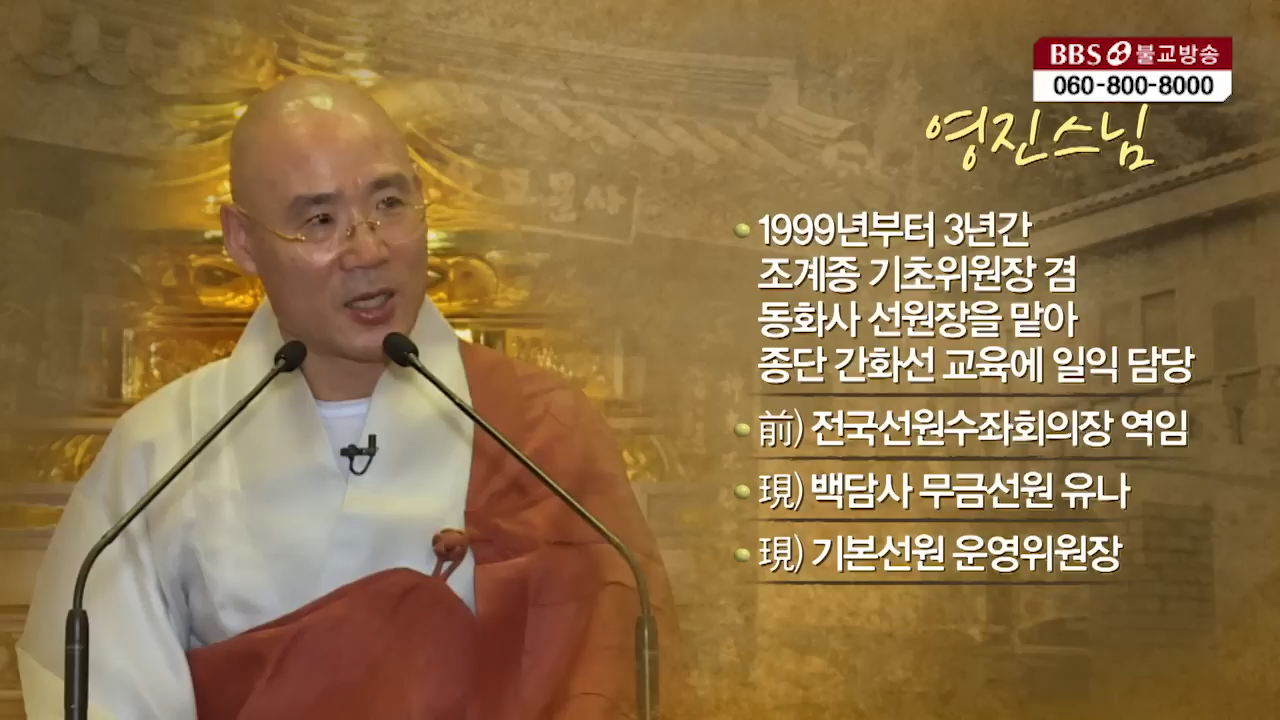 BBS 불교방송
060-800-8000
영진스님
1999년부터 3년간
조계종 기초위원장 겸
동화사 선원장을 맡아
종단 간화선 교육에 일익 담당
前) 전국선원수좌회의장 역임
現) 백담사 무금선원 유나
現) 기본선원 운영위원장